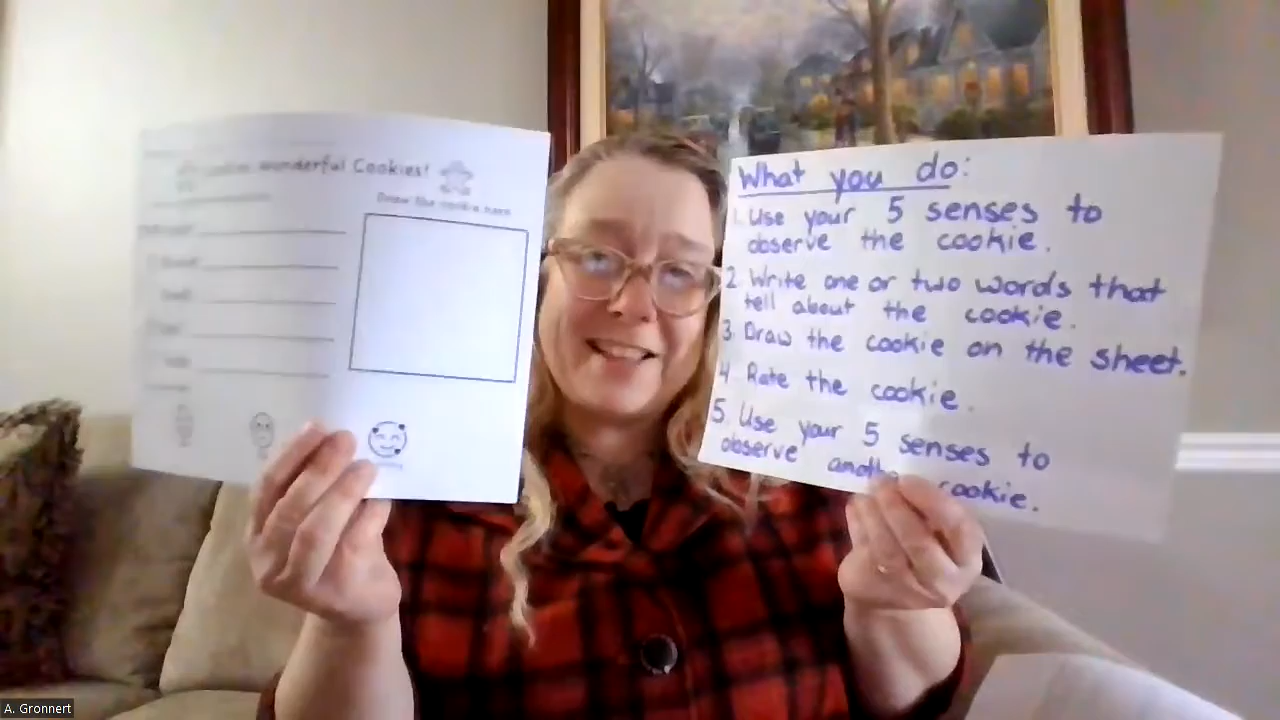 wonderful Cookies!
Draw the cookie here
What you do:
1. Use your 5 senses to
observe the cookie.
2. Write one or two words that
tell about the cookie.
3. Draw the cookie on the sheet.
4. Rate the cookie.
5. Use your 5 senses to
observe cookie.
A. Gronnert